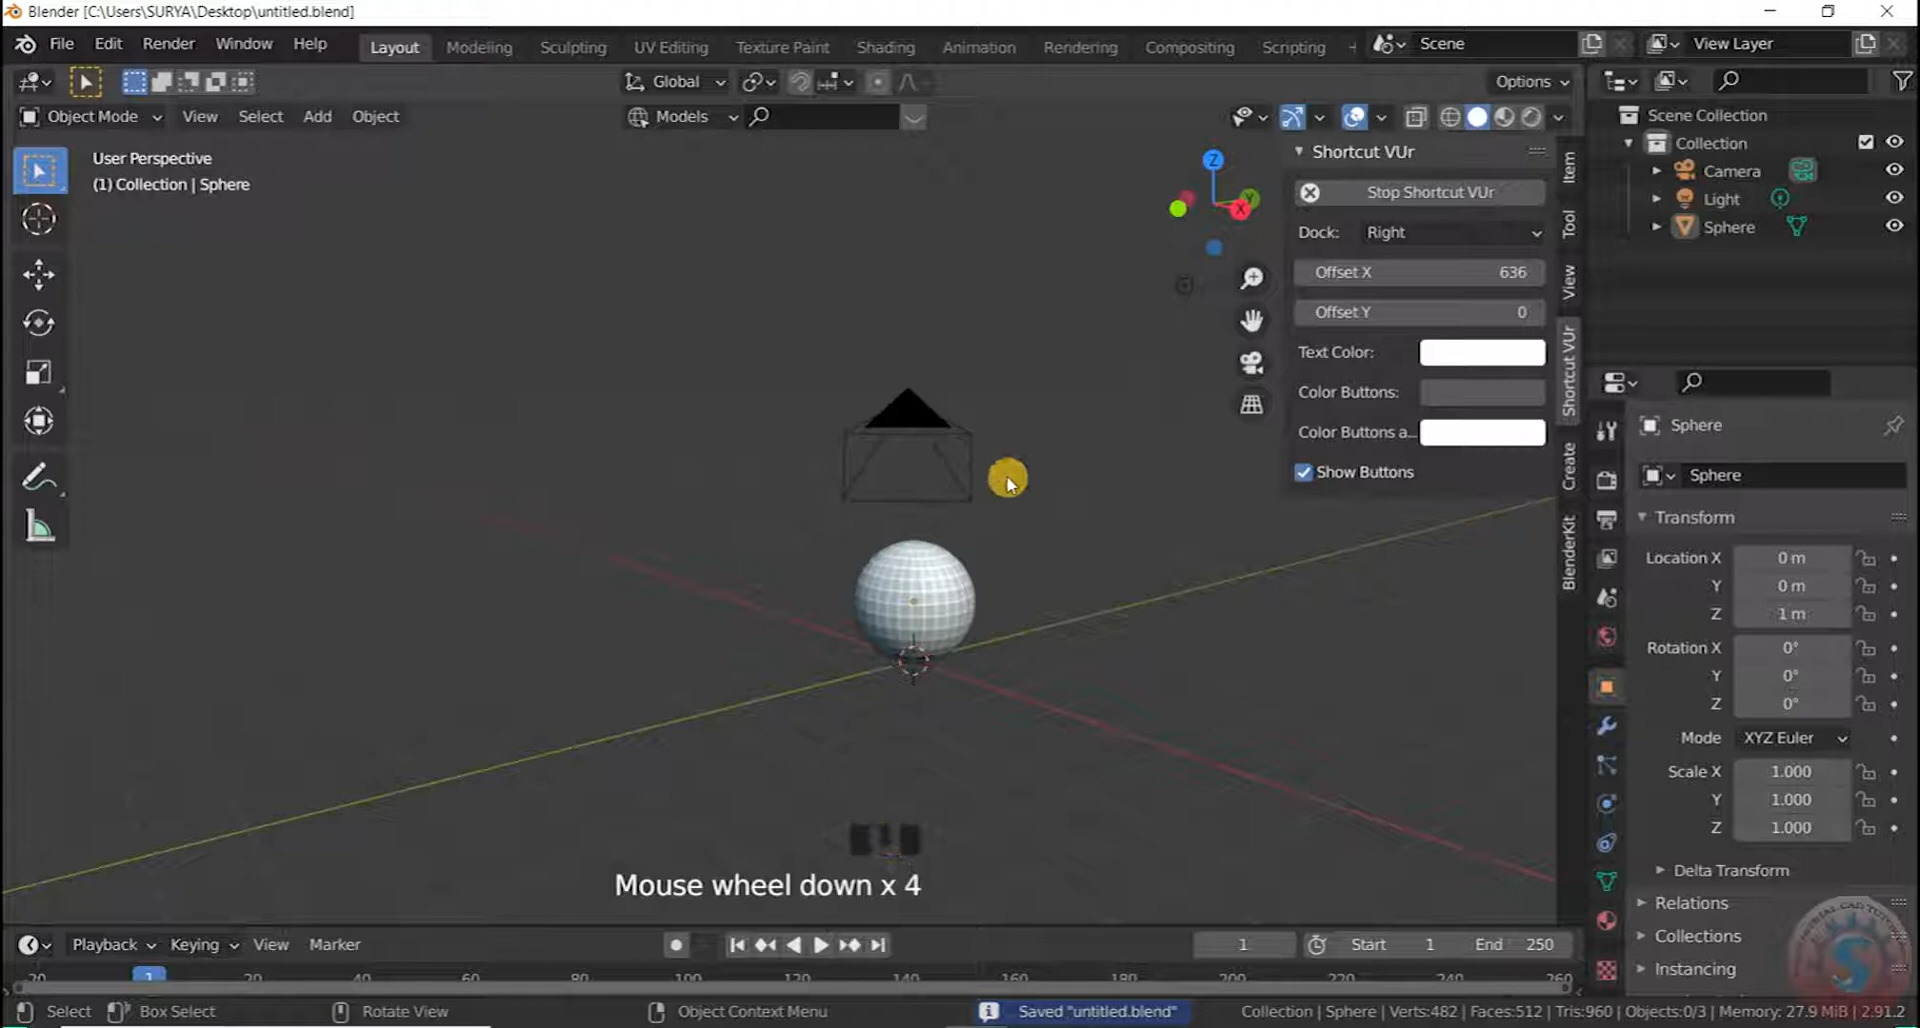 Blender [C:\Users\SURYA\Desktop\untitled.blend]
File Edit Render Window Help Layout Modeling Sculpting UV Editing Texture Paint Shading Animation Rendering Compositing Scripting Scene View Layer
Global Options
Object Mode View Select Add Object Models
User Perspective
(1) Collection | Sphere
Z
Y
X
Shortcut VUr
Stop Shortcut VUr
Dock: Right
Offset X 636
Offset Y 0
Text Color:
Color Buttons:
Color Buttons a...
Show Buttons
Item
Tool
View
Shortcut VUr
Create
BlenderKit
Scene Collection
Collection
Camera
Light
Sphere
Sphere
Sphere
Transform
Location X 0 m
Y 0 m
Z 1 m
Rotation X 0°
Y 0°
Z 0°
Mode XYZ Euler
Scale X 1.000
Y 1.000
Z 1.000
Delta Transform
Relations
Collections
Instancing
Mouse wheel down x 4
Playback Keying View Marker 1 Start 1 End 250
-20 1 20 40 60 80 100 120 140 160 180 200 220 240 260
Select Box Select Rotate View Object Context Menu Saved "untitled.blend" Collection | Sphere | Verts:482 | Faces:512 | Tris:960 | Objects:0/3 | Memory: 27.9 MiB | 2.91.2